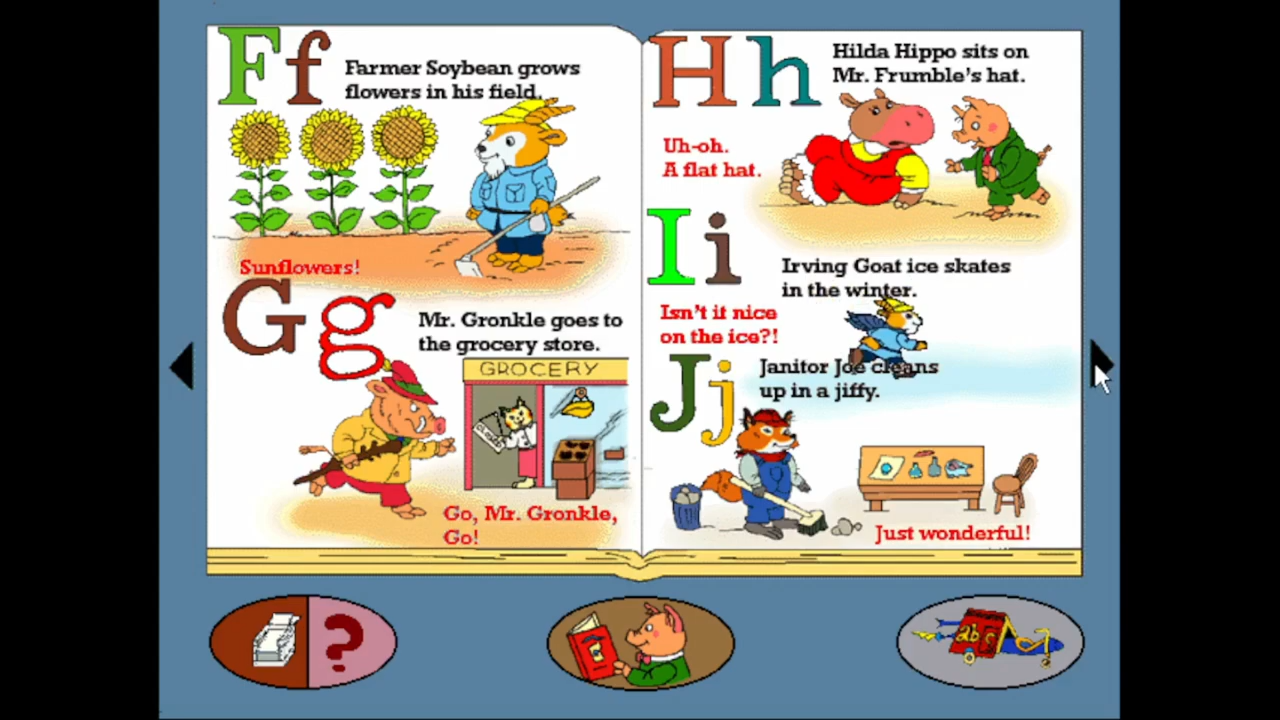 Ff
Farmer Soybean grows
flowers in his field.
Sunflowers!
Gg
Mr. Gronkle goes to
the grocery store.
GROCERY
Go, Mr. Gronkle,
Go!
Hh
Hilda Hippo sits on
Mr. Frumble's hat.
Uh-oh.
A flat hat.
Ii
Irving Goat ice skates
in the winter.
Isn't it nice
on the ice?!
Jj
Janitor Joe cleans
up in a jiffy.
Just wonderful!
?
abc